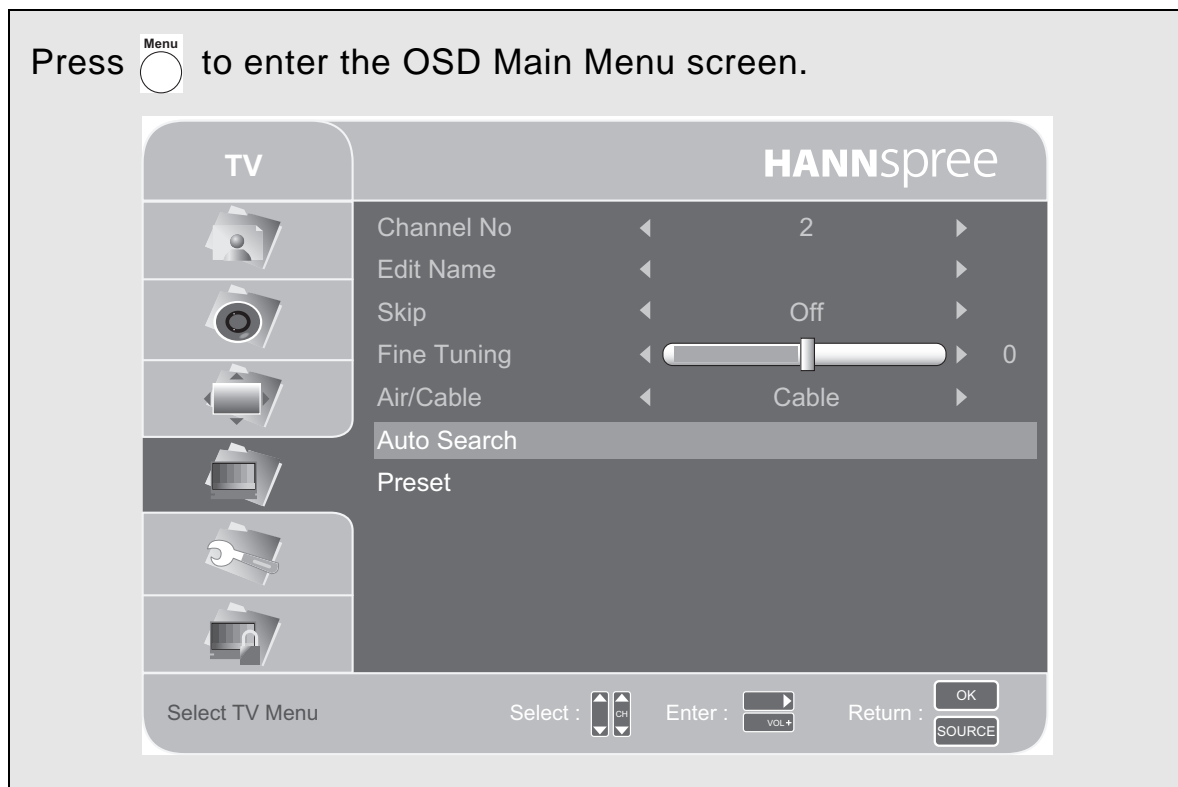 Press Menu to enter the OSD Main Menu screen.
TV
HANNspree
Channel No 2
Edit Name
Skip Off
Fine Tuning 0
Air/Cable Cable
Auto Search
Preset
Select TV Menu Select : CH Enter : VOL+ Return : OK SOURCE